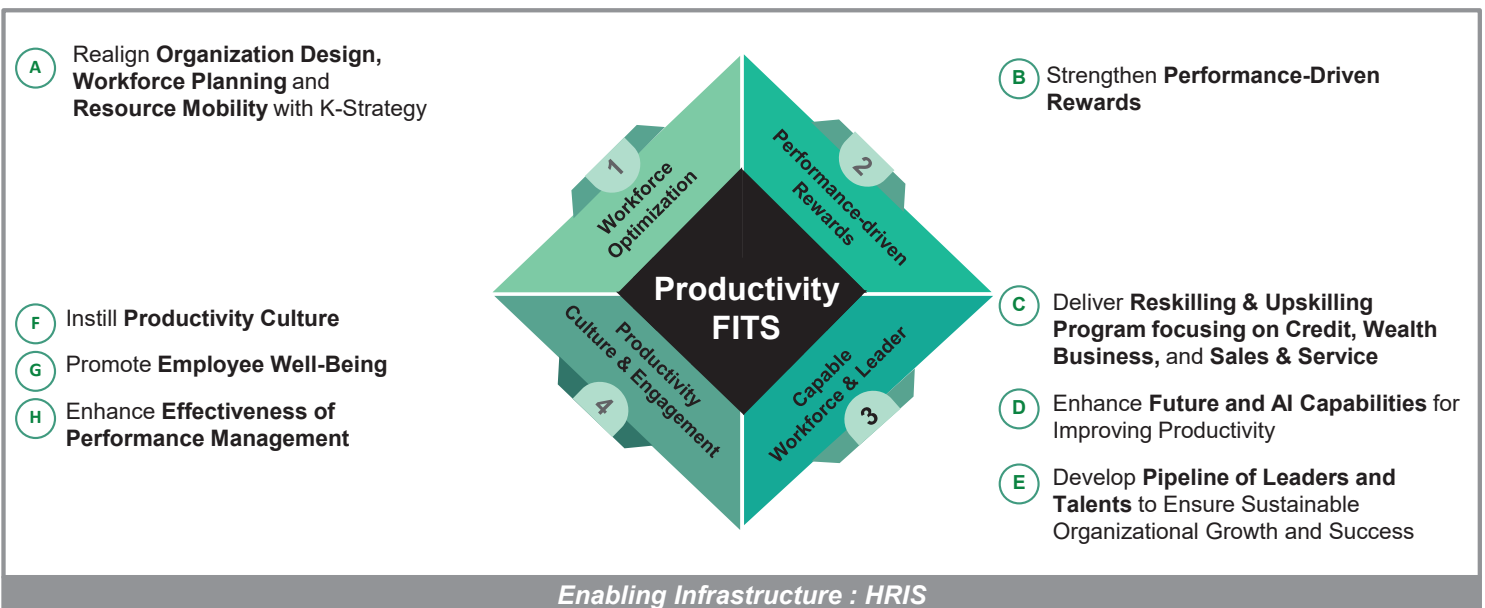 A
Realign Organization Design,
Workforce Planning and
Resource Mobility with K-Strategy
B
Strengthen Performance-Driven
Rewards
1
Workforce
Optimization
2
Performance-driven
Rewards
Productivity
FITS
F
Instill Productivity Culture
G
Promote Employee Well-Being
H
Enhance Effectiveness of
Performance Management
4
Productivity
Culture & Engagement
3
Capable
Workforce & Leader
C
Deliver Reskilling & Upskilling
Program focusing on Credit, Wealth
Business, and Sales & Service
D
Enhance Future and AI Capabilities for
Improving Productivity
E
Develop Pipeline of Leaders and
Talents to Ensure Sustainable
Organizational Growth and Success
Enabling Infrastructure : HRIS